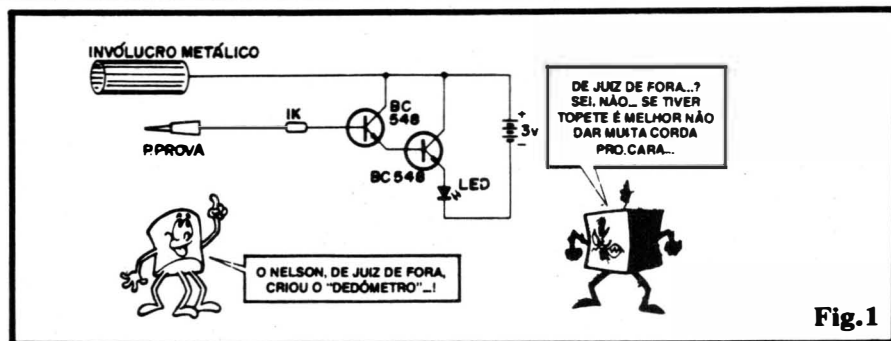 INVÓLUCRO METÁLICO
P.PROVA
1K
BC
548
BC 548
LED
+
3v
-
DE JUIZ DE FORA...?
SEI, NÃO... SE TIVER
TOPETE É MELHOR NÃO
DAR MUITA CORDA
PRO.CARA...
O NELSON, DE JUIZ DE FORA,
CRIOU O "DEDÔMETRO"...!
Fig.1